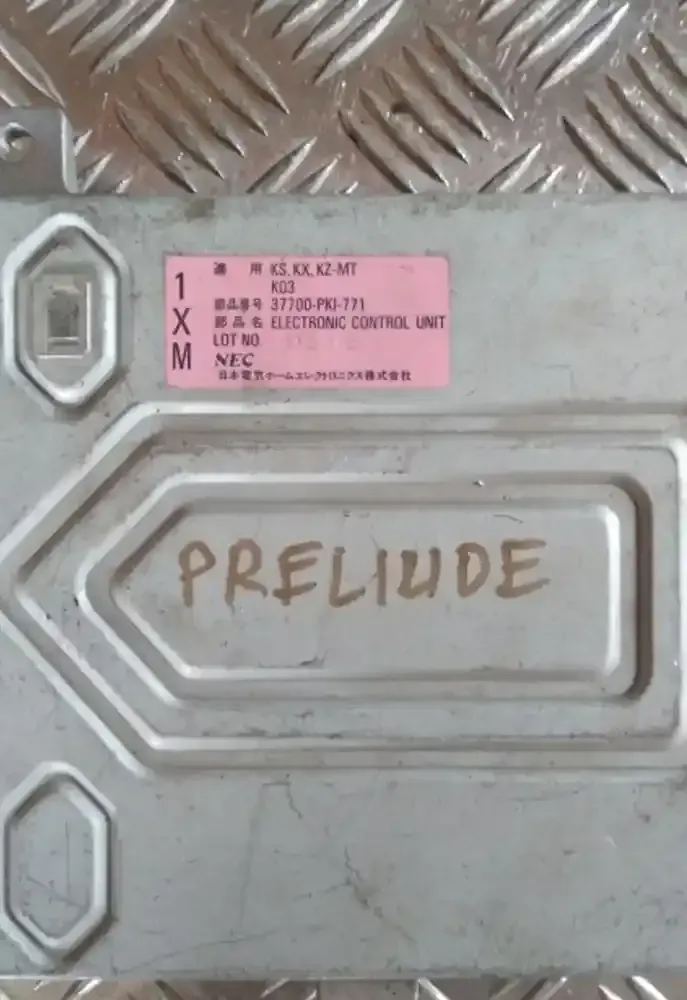 1XM
適用 KS, KX, KZ-MT
K03
部品番号 37700-PKJ-771
部品名 ELECTRONIC CONTROL UNIT
LOT NO
NEC
日本電気ホームエレクトロニクス株式会社
PRELIUDE